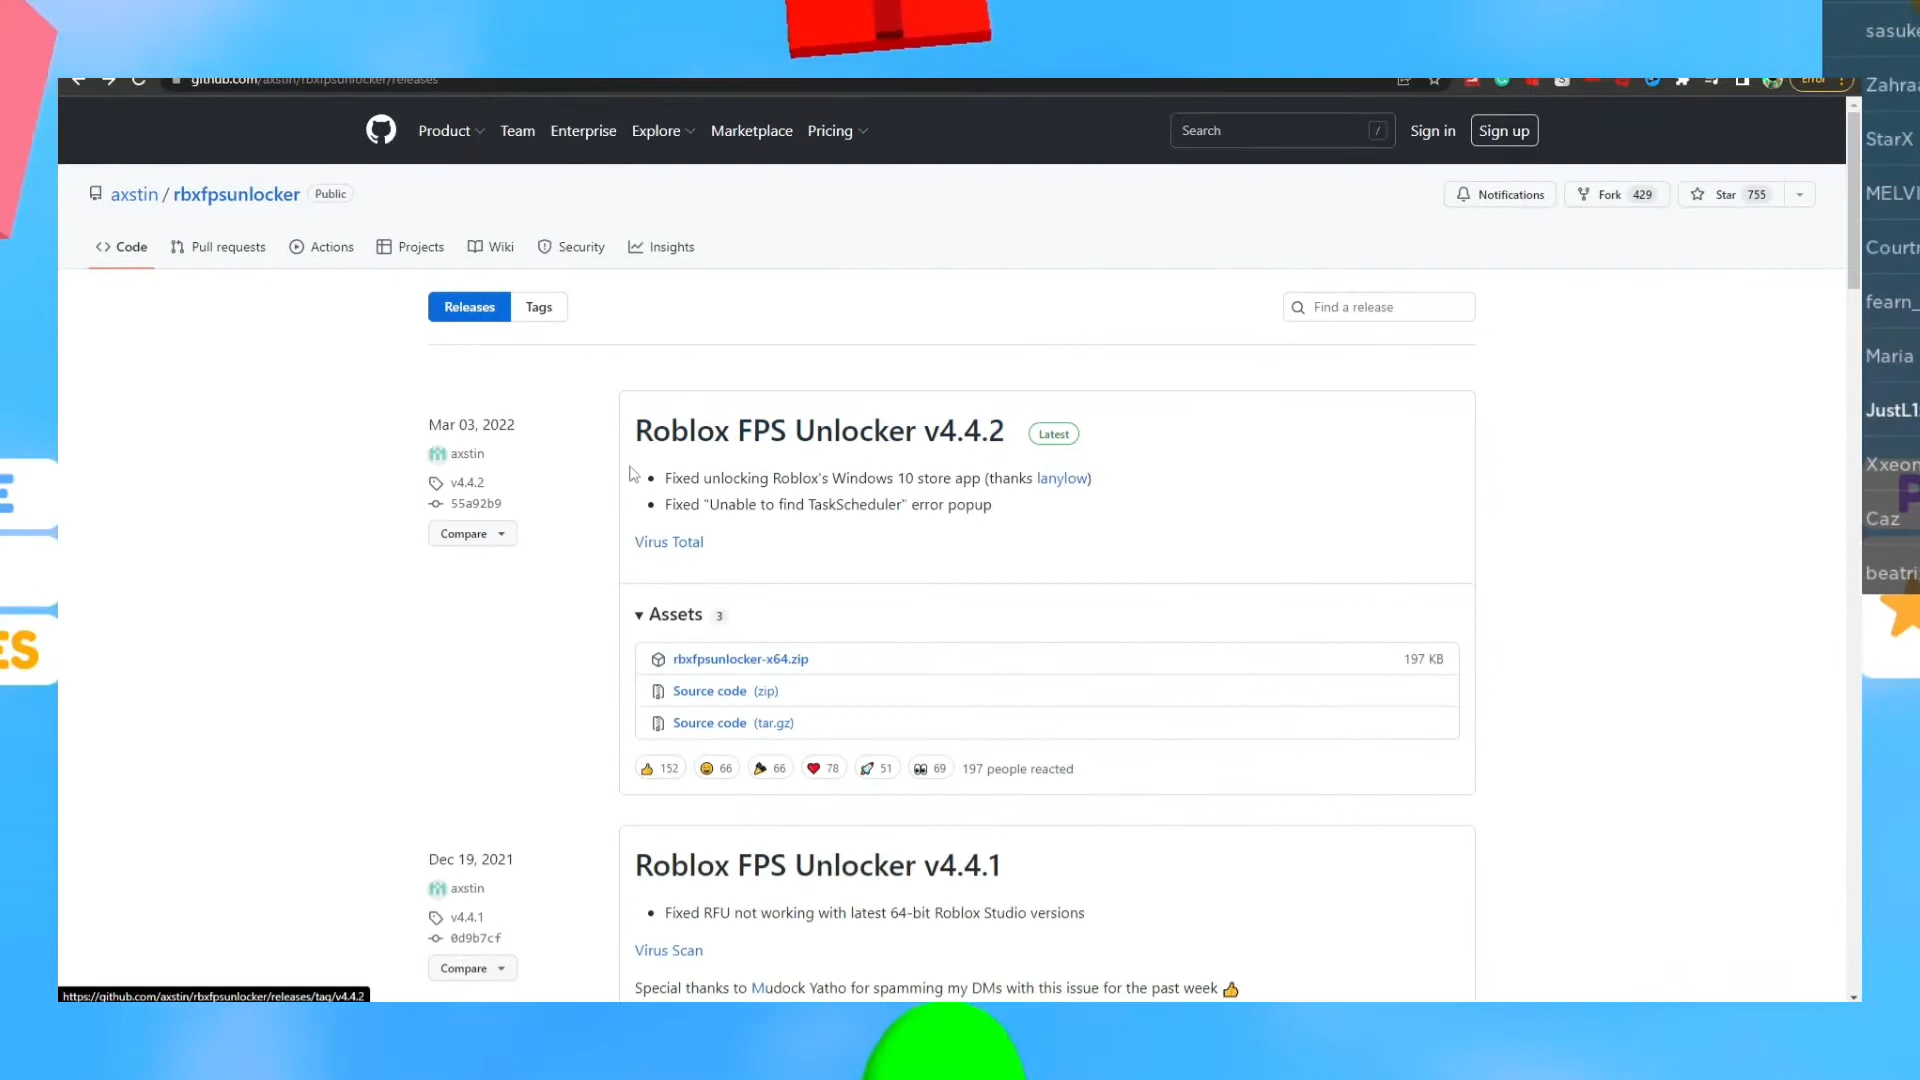 github.com/axstin/rbxfpsunlocker/releases
Error
Product
Team
Enterprise
Explore
Marketplace
Pricing
Search /
Sign in
Sign up
axstin / rbxfpsunlocker Public
Notifications
Fork 429
Star 755
Code
Pull requests
Actions
Projects
Wiki
Security
Insights
Releases
Tags
Find a release
Mar 03, 2022
axstin
v4.4.2
55a92b9
Compare
Roblox FPS Unlocker v4.4.2 Latest
• Fixed unlocking Roblox's Windows 10 store app (thanks lanylow)
• Fixed "Unable to find TaskScheduler" error popup
Virus Total
Assets 3
rbxfpsunlocker-x64.zip 197 KB
Source code (zip)
Source code (tar.gz)
152 66 66 78 51 69 197 people reacted
Dec 19, 2021
axstin
v4.4.1
0d9b7cf
Compare
Roblox FPS Unlocker v4.4.1
• Fixed RFU not working with latest 64-bit Roblox Studio versions
Virus Scan
Special thanks to Mudock Yatho for spamming my DMs with this issue for the past week 👍
https://github.com/axstin/rbxfpsunlocker/releases/tag/v4.4.2
E
ES
sasuke
Zahraa
StarX
MELVI
Courtn
fearn_
Maria
JustL1
Xxeon
P
Caz
beatri